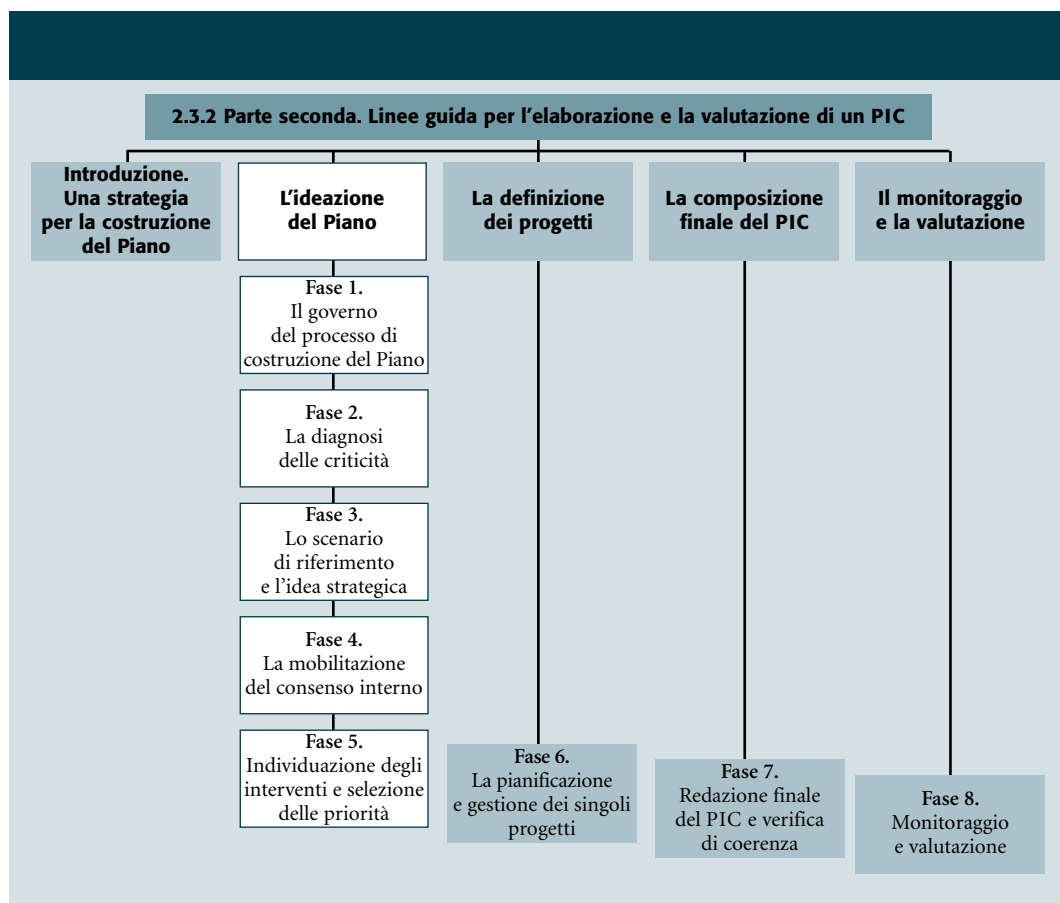 2.3.2 Parte seconda. Linee guida per l'elaborazione e la valutazione di un PIC
Introduzione.
Una strategia
per la costruzione
del Piano
L'ideazione
del Piano
La definizione
dei progetti
La composizione
finale del PIC
Il monitoraggio
e la valutazione
Fase 1.
Il governo
del processo di
costruzione del Piano
Fase 2.
La diagnosi
delle criticità
Fase 3.
Lo scenario
di riferimento
e l'idea strategica
Fase 4.
La mobilitazione
del consenso interno
Fase 5.
Individuazione degli
interventi e selezione
delle priorità
Fase 6.
La pianificazione
e gestione dei singoli
progetti
Fase 7.
Redazione finale
del PIC e verifica
di coerenza
Fase 8.
Monitoraggio
e valutazione